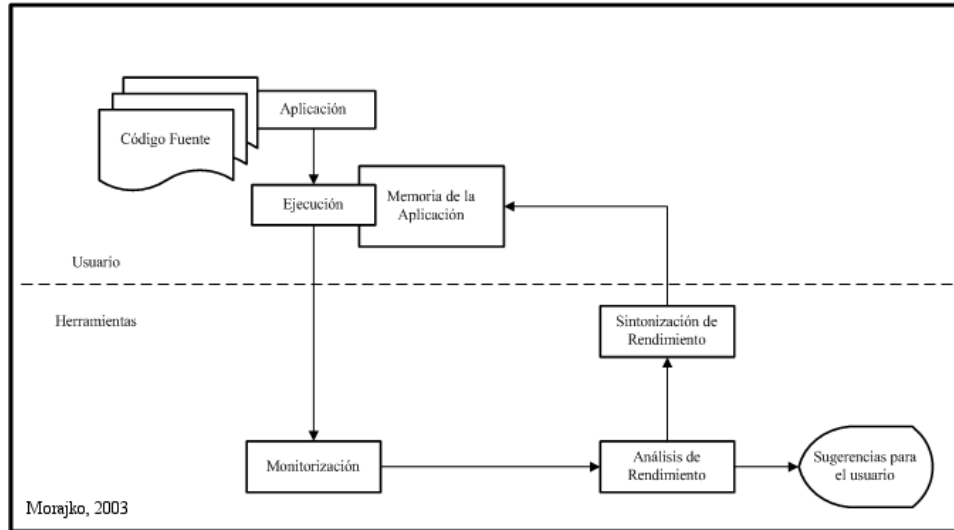 Aplicación
Código Fuente
Ejecución
Memoria de la
Aplicación
Usuario
Herramientas
Sintonización de
Rendimiento
Monitorización
Análisis de
Rendimiento
Sugerencias para
el usuario
Morajko, 2003